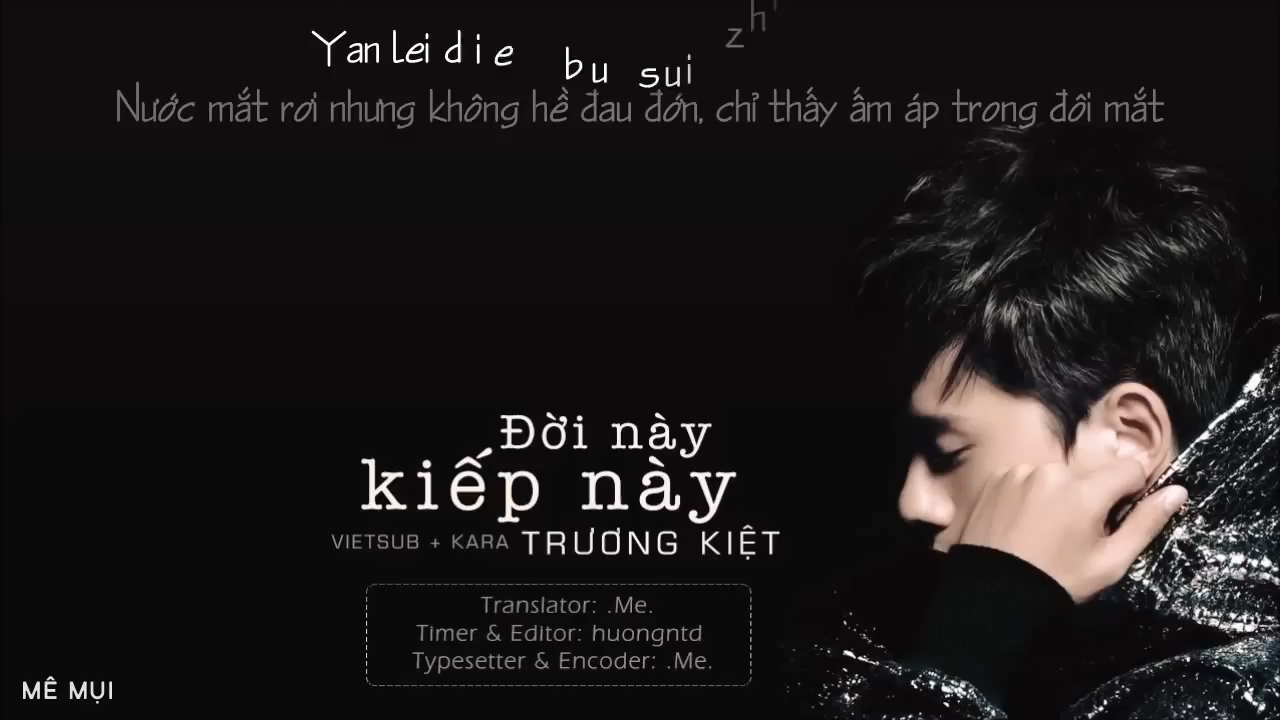 Yan lei die bu sui zh
Nước mắt rơi nhưng không hề đau đớn, chỉ thấy ấm áp trong đôi mắt
Đời này
kiếp này
VIETSUB + KARA TRƯƠNG KIỆT
Translator: .Me.
Timer & Editor: huongntd
Typesetter & Encoder: .Me.
MÊ MỤI